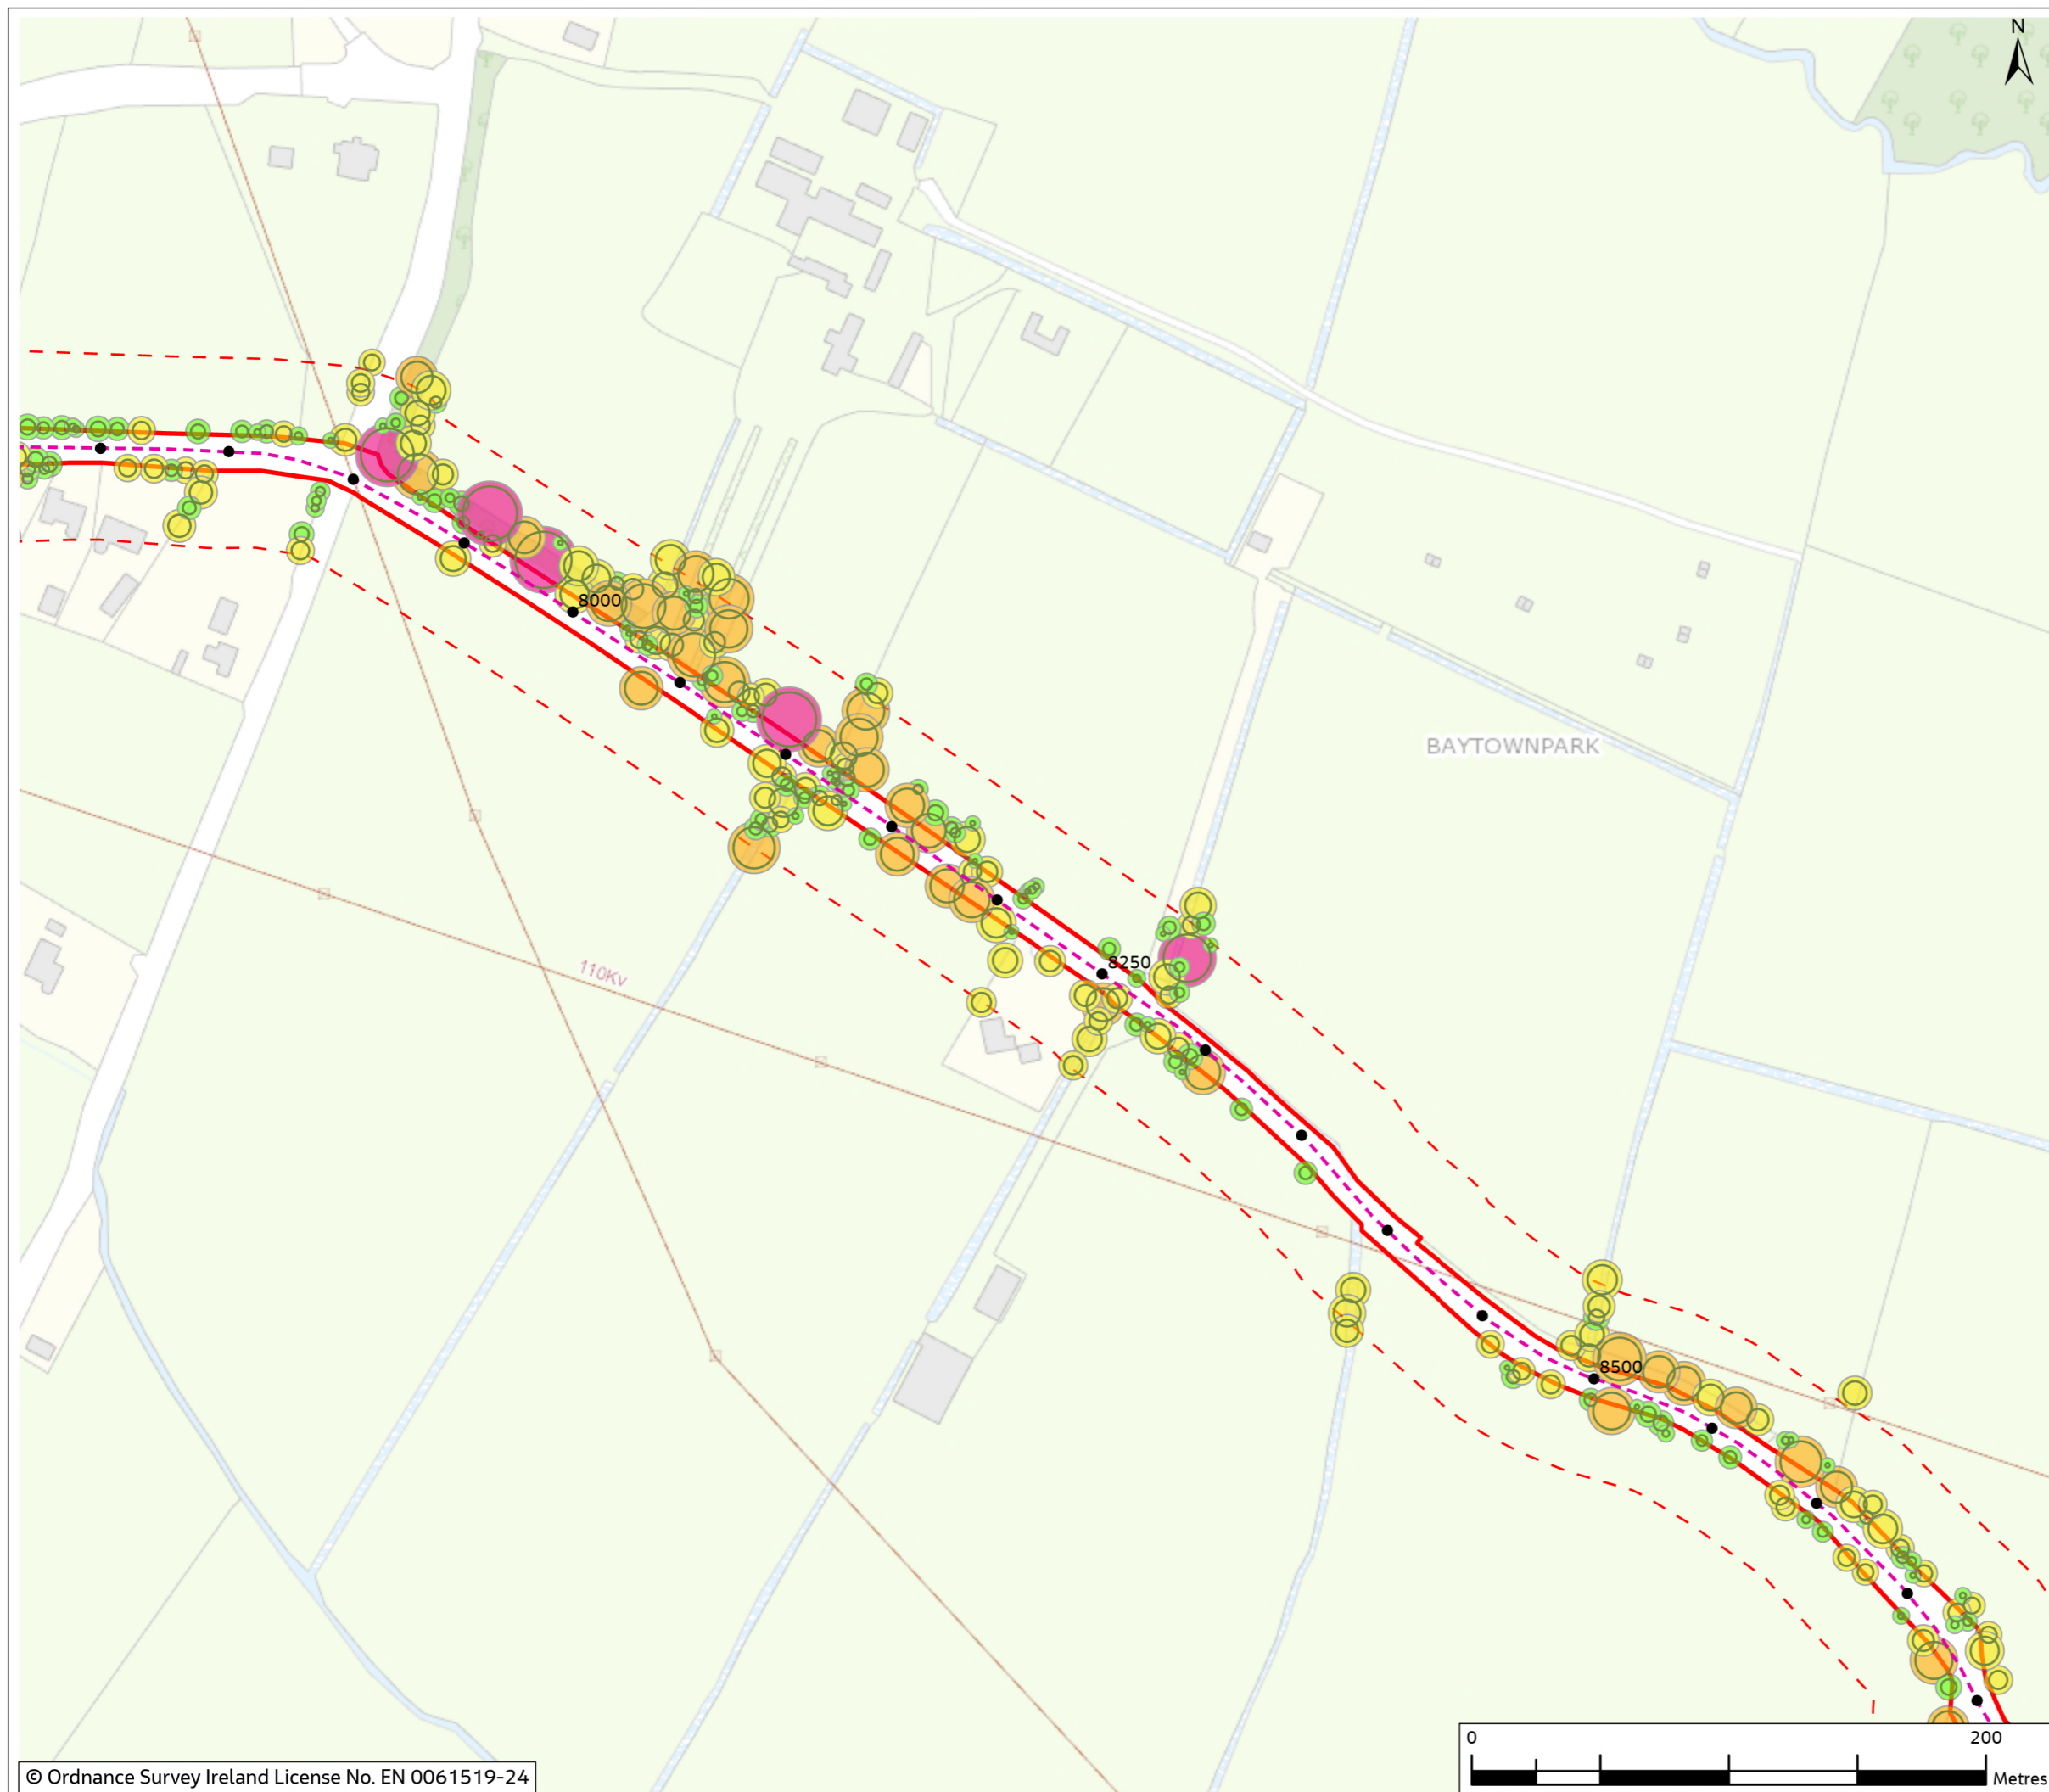 N
8000
BAYTOWNPARK
8250
110Kv
8500
0 200
Metres
© Ordnance Survey Ireland License No. EN 0061519-24